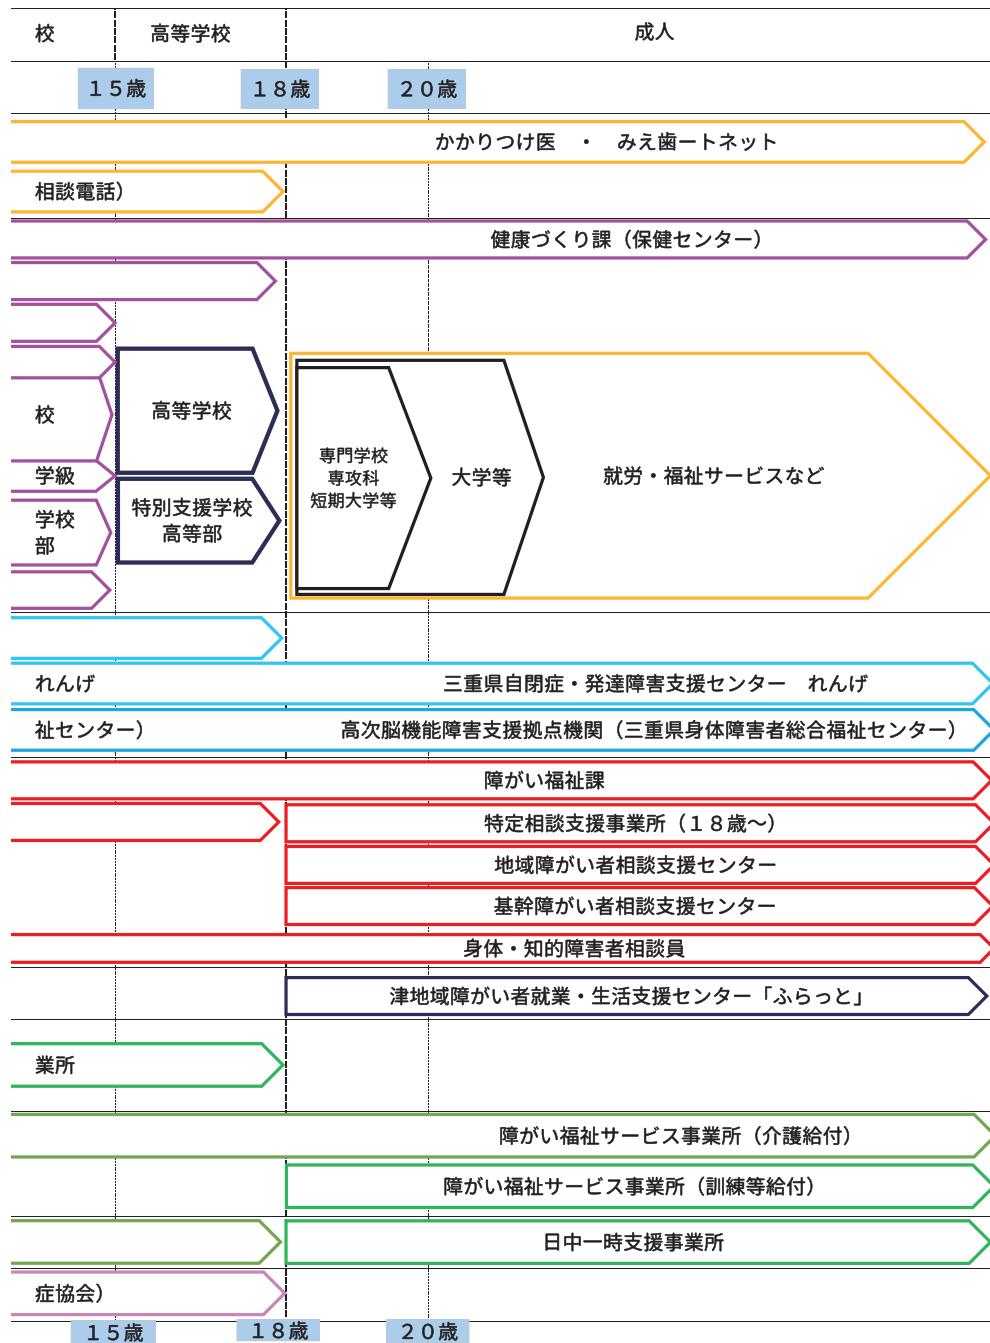 校
高等学校
成人
１５歳
１８歳
２０歳
かかりつけ医　・　みえ歯ートネット
相談電話）
健康づくり課（保健センター）
高等学校
校
専門学校
専攻科
短期大学等
大学等
就労・福祉サービスなど
学級
特別支援学校
高等部
学校
部
れんげ
三重県自閉症・発達障害支援センター　れんげ
祉センター）
高次脳機能障害支援拠点機関（三重県身体障害者総合福祉センター）
障がい福祉課
特定相談支援事業所（１８歳～）
地域障がい者相談支援センター
基幹障がい者相談支援センター
身体・知的障害者相談員
津地域障がい者就業・生活支援センター「ふらっと」
業所
障がい福祉サービス事業所（介護給付）
障がい福祉サービス事業所（訓練等給付）
日中一時支援事業所
症協会）
１５歳
１８歳
２０歳